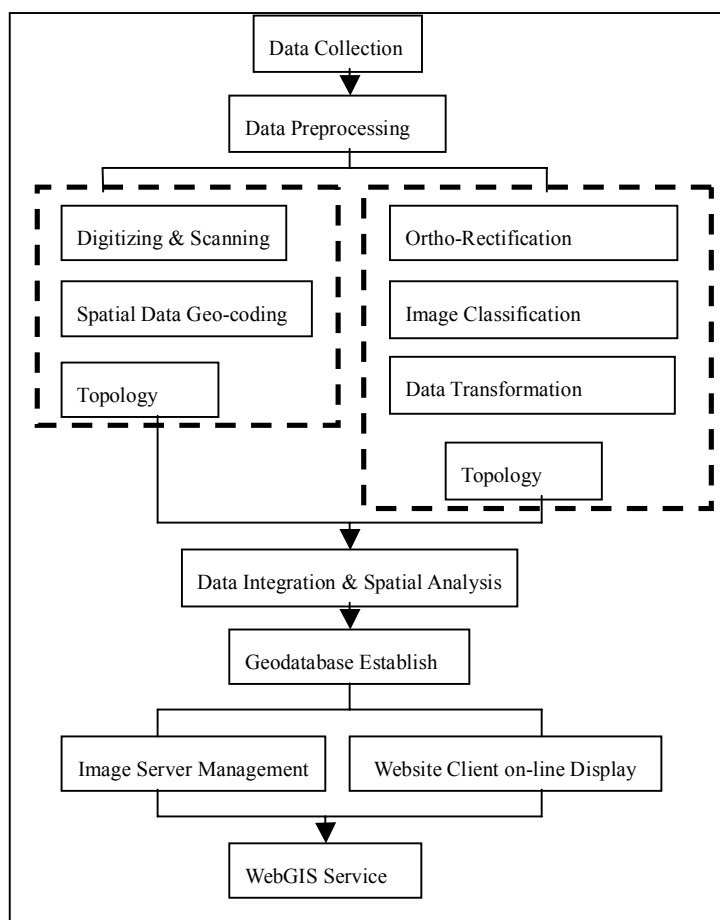 Data Collection
Data Preprocessing
Digitizing & Scanning
Spatial Data Geo-coding
Topology
Ortho-Rectification
Image Classification
Data Transformation
Topology
Data Integration & Spatial Analysis
Geodatabase Establish
Image Server Management
Website Client on-line Display
WebGIS Service